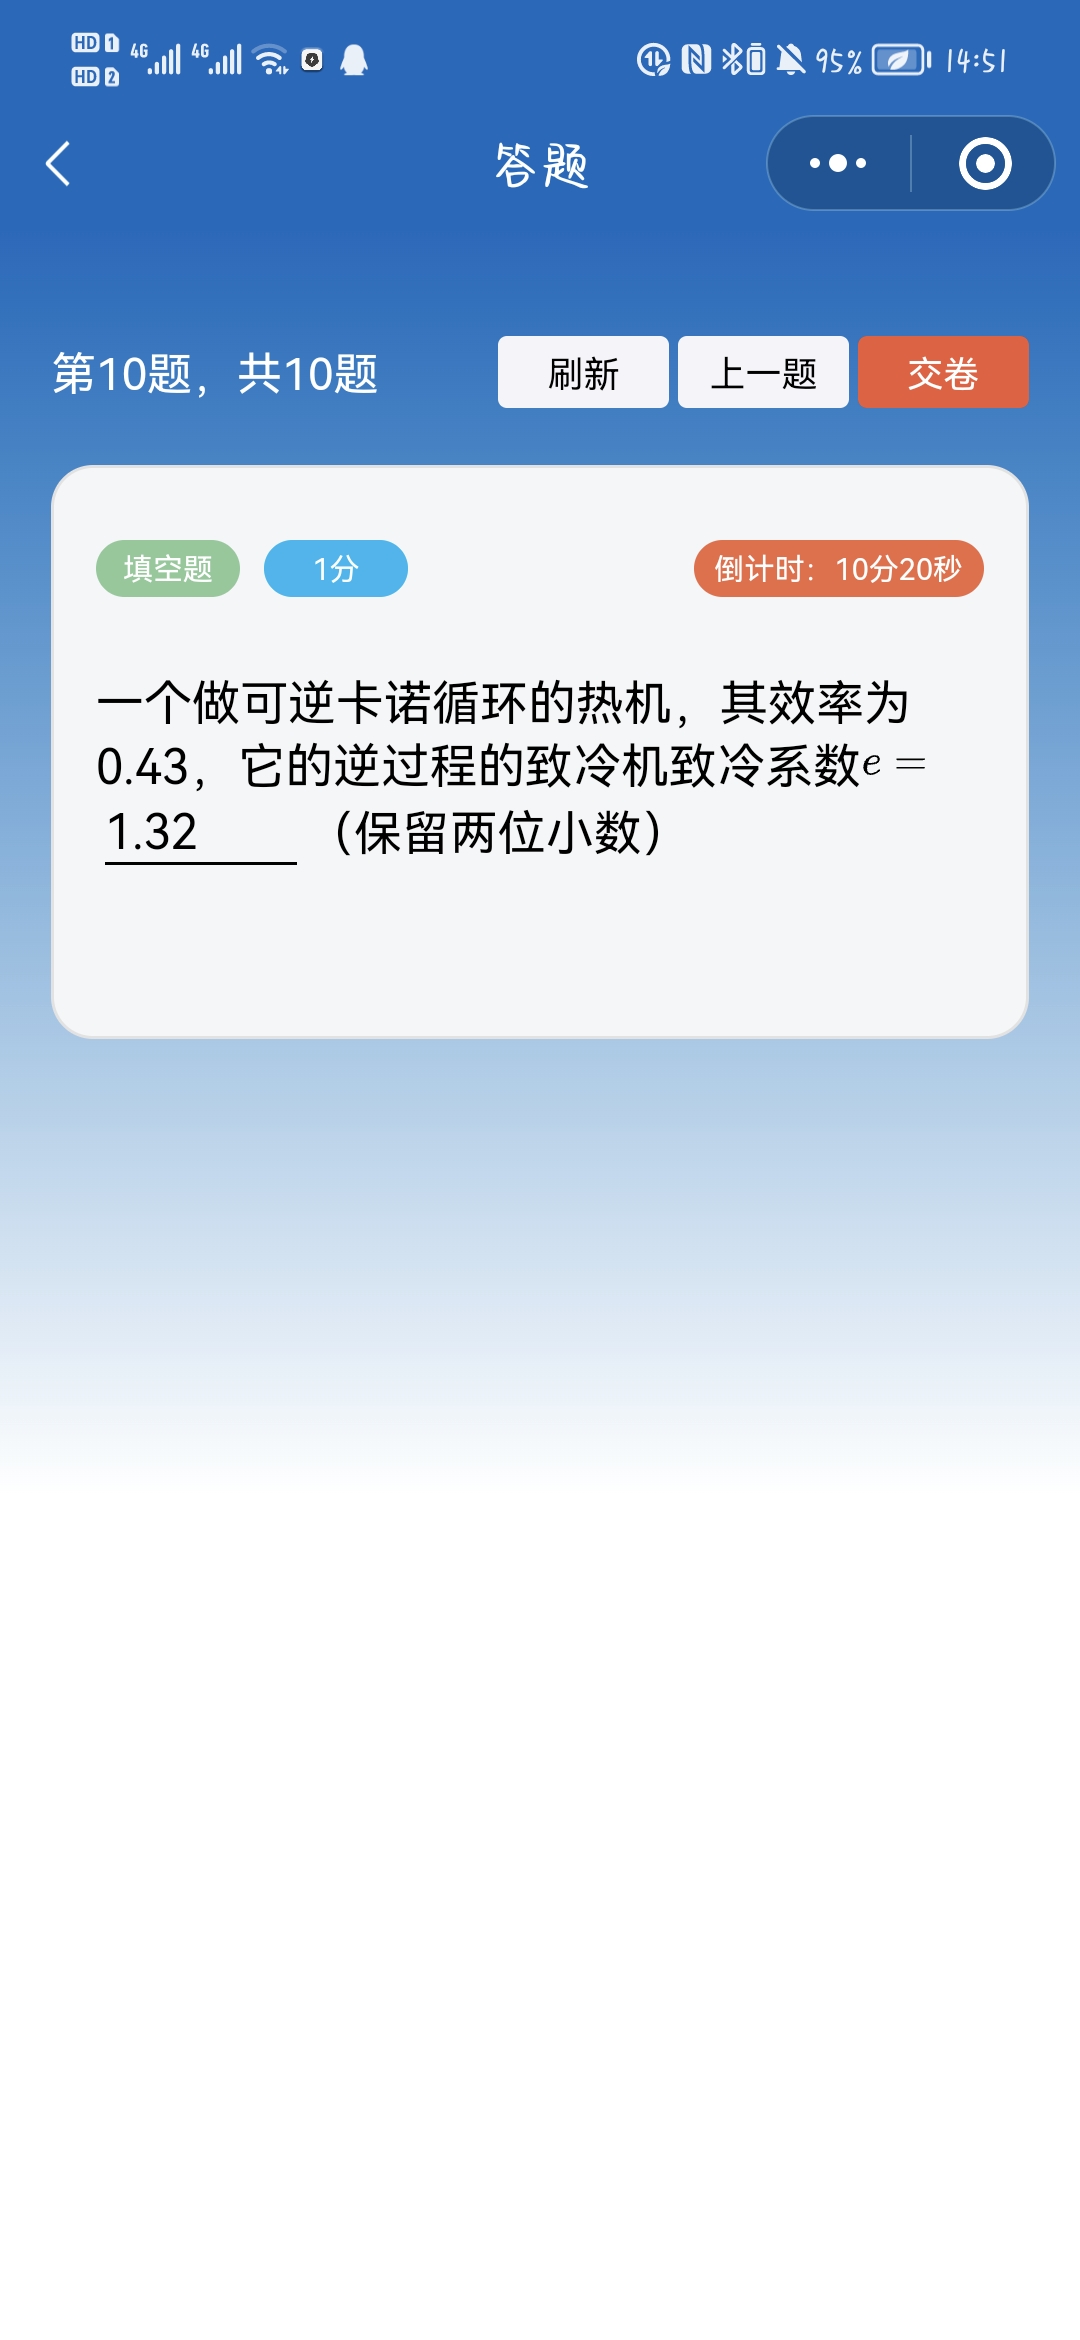 HD 1 4G 4G 95% 14:51
HD 2
答题
第10题，共10题 刷新 上一题 交卷
填空题 1分 倒计时：10分20秒
一个做可逆卡诺循环的热机，其效率为
0.43，它的逆过程的致冷机致冷系数e =
1.32 （保留两位小数）